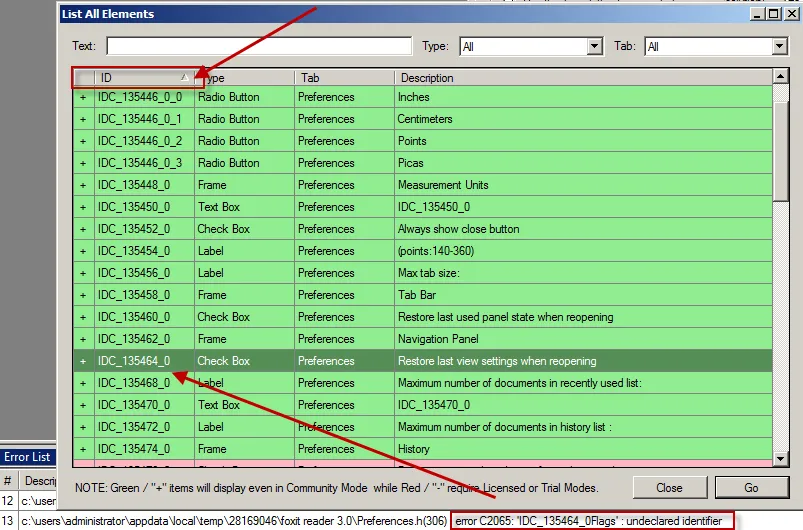 List All Elements
Text: Type: All Tab: All
ID Type Tab Description
+ IDC_135446_0_0 Radio Button Preferences Inches
+ IDC_135446_0_1 Radio Button Preferences Centimeters
+ IDC_135446_0_2 Radio Button Preferences Points
+ IDC_135446_0_3 Radio Button Preferences Picas
+ IDC_135448_0 Frame Preferences Measurement Units
+ IDC_135450_0 Text Box Preferences IDC_135450_0
+ IDC_135452_0 Check Box Preferences Always show close button
+ IDC_135454_0 Label Preferences (points:140-360)
+ IDC_135456_0 Label Preferences Max tab size:
+ IDC_135458_0 Frame Preferences Tab Bar
+ IDC_135460_0 Check Box Preferences Restore last used panel state when reopening
+ IDC_135462_0 Frame Preferences Navigation Panel
+ IDC_135464_0 Check Box Preferences Restore last view settings when reopening
+ IDC_135468_0 Label Preferences Maximum number of documents in recently used list:
+ IDC_135470_0 Text Box Preferences IDC_135470_0
+ IDC_135472_0 Label Preferences Maximum number of documents in history list :
+ IDC_135474_0 Frame Preferences History
NOTE: Green / "+" items will display even in Community Mode while Red / "-" require Licensed or Trial Modes. Close Go
Error List
# Descrip
12 c:\user
13 c:\users\administrator\appdata\local\temp\28169046\foxit reader 3.0\Preferences.h(306) error C2065: 'IDC_135464_0Flags' : undeclared identifier